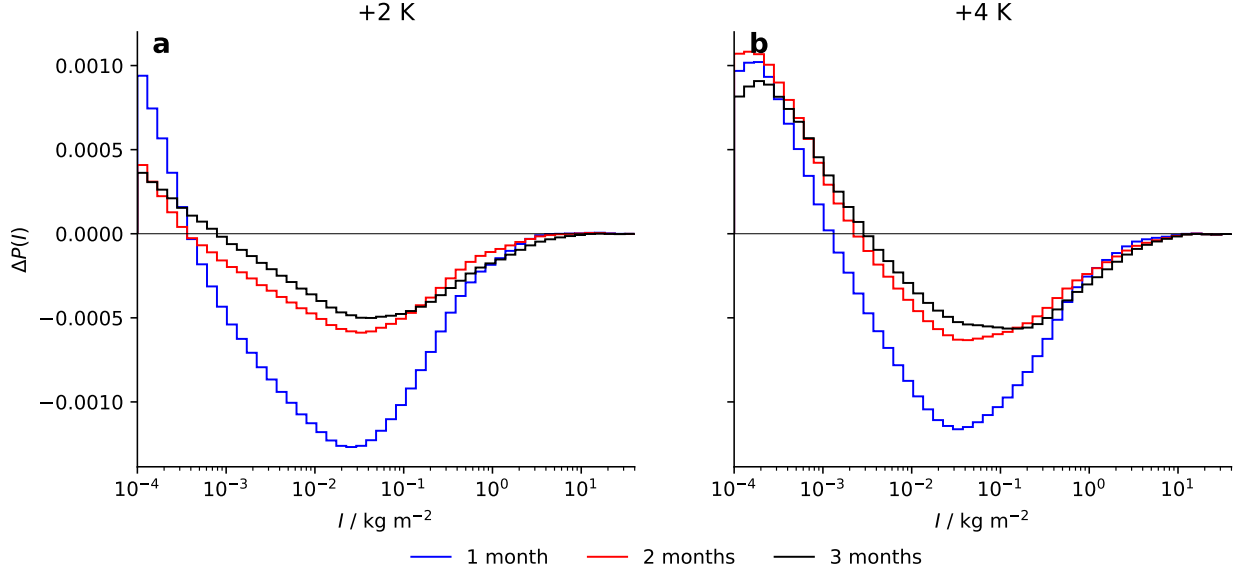 +2 K
+4 K
a
b
0.0010
0.0005
0.0000
−0.0005
−0.0010
ΔP(I)
10⁻⁴ 10⁻³ 10⁻² 10⁻¹ 10⁰ 10¹
10⁻⁴ 10⁻³ 10⁻² 10⁻¹ 10⁰ 10¹
I / kg m⁻²
I / kg m⁻²
1 month 2 months 3 months